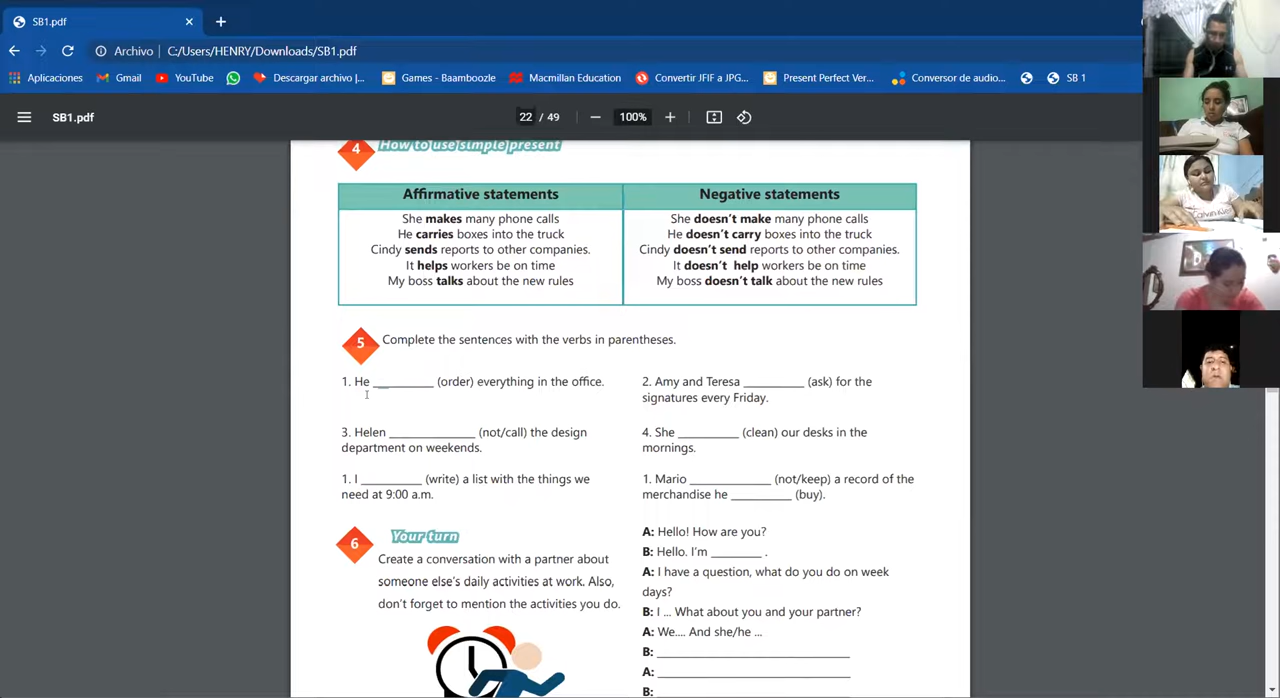 SB1.pdf
Archivo
C:/Users/HENRY/Downloads/SB1.pdf
Aplicaciones
Gmail
YouTube
Descargar archivo |...
Games - Baamboozle
Macmillan Education
Convertir JFIF a JPG...
Present Perfect Ver...
Conversor de audio...
SB 1
SB1.pdf
22 / 49
100%
4 How to use simple present
Affirmative statements
She makes many phone calls
He carries boxes into the truck
Cindy sends reports to other companies.
It helps workers be on time
My boss talks about the new rules
Negative statements
She doesn't make many phone calls
He doesn't carry boxes into the truck
Cindy doesn't send reports to other companies.
It doesn't help workers be on time
My boss doesn't talk about the new rules
5 Complete the sentences with the verbs in parentheses.
1. He _________ (order) everything in the office.
2. Amy and Teresa _________ (ask) for the
signatures every Friday.
3. Helen _____________ (not/call) the design
department on weekends.
4. She _________ (clean) our desks in the
mornings.
1. I _________ (write) a list with the things we
need at 9:00 a.m.
1. Mario ____________ (not/keep) a record of the
merchandise he _________ (buy).
6 Your turn
Create a conversation with a partner about
someone else's daily activities at work. Also,
don't forget to mention the activities you do.
A: Hello! How are you?
B: Hello. I'm ________ .
A: I have a question, what do you do on week
days?
B: I ... What about you and your partner?
A: We.... And she/he ...
B: _____________________________
A: _____________________________
B: _____________________________